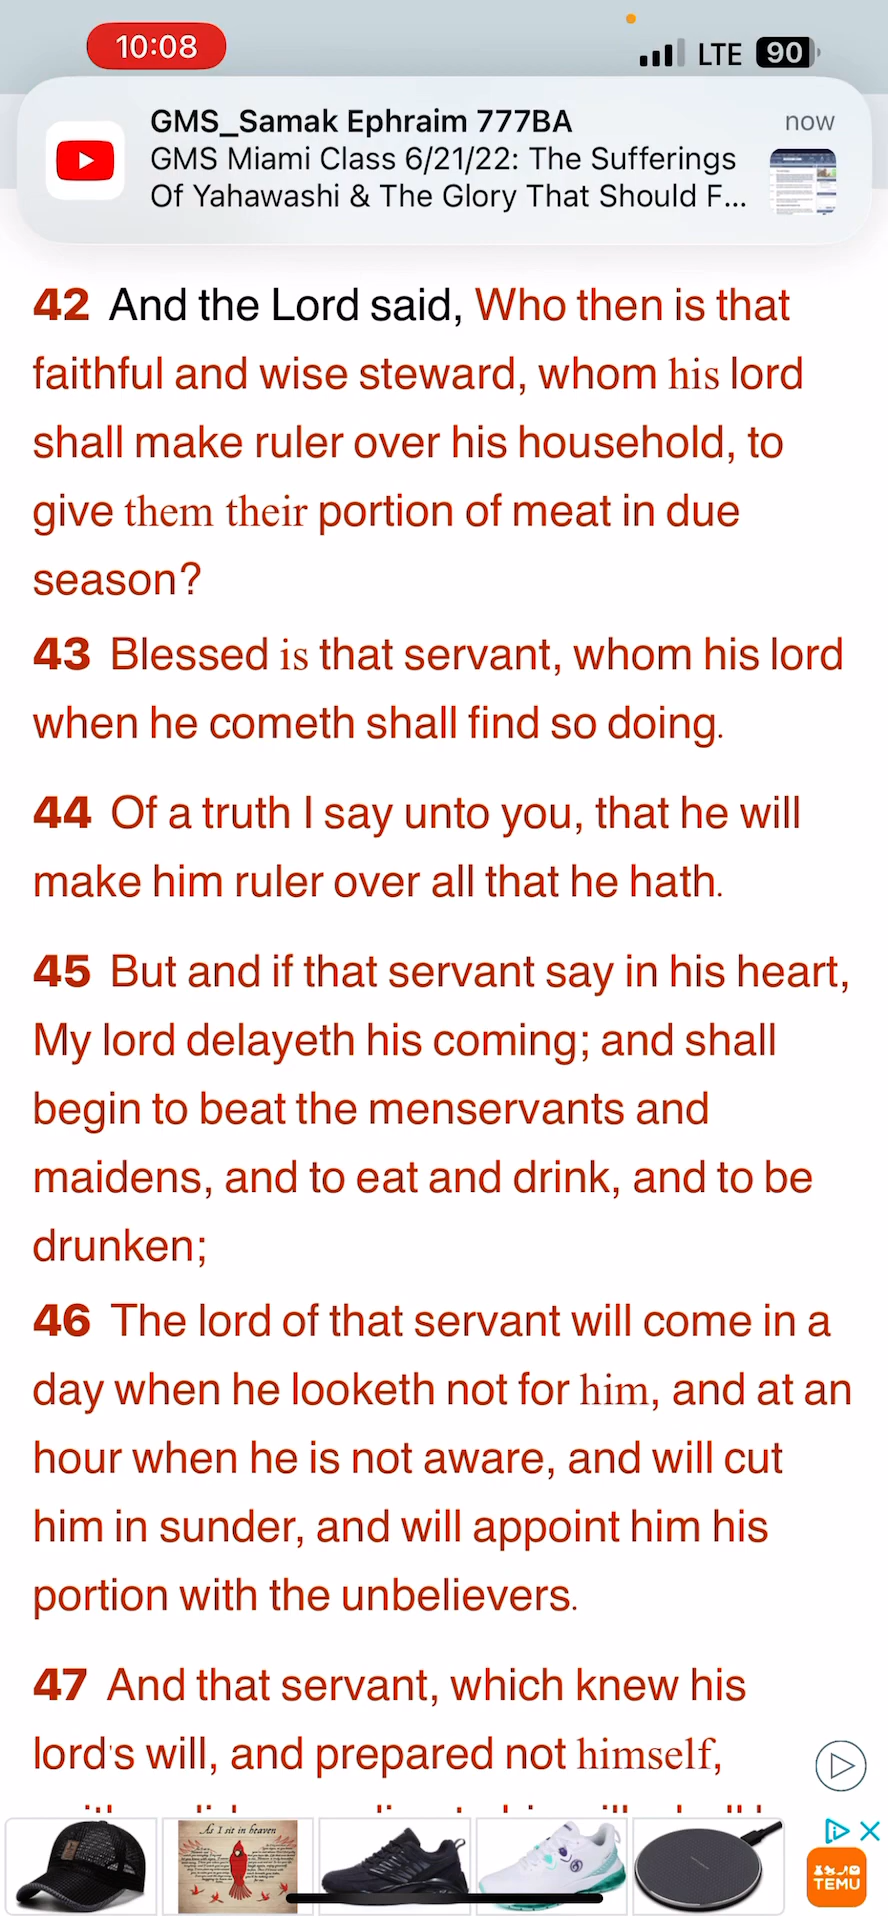 10:08
LTE 90
GMS_Samak Ephraim 777BA now
GMS Miami Class 6/21/22: The Sufferings
Of Yahawashi & The Glory That Should F...
42 And the Lord said, Who then is that
faithful and wise steward, whom his lord
shall make ruler over his household, to
give them their portion of meat in due
season?
43 Blessed is that servant, whom his lord
when he cometh shall find so doing.
44 Of a truth I say unto you, that he will
make him ruler over all that he hath.
45 But and if that servant say in his heart,
My lord delayeth his coming; and shall
begin to beat the menservants and
maidens, and to eat and drink, and to be
drunken;
46 The lord of that servant will come in a
day when he looketh not for him, and at an
hour when he is not aware, and will cut
him in sunder, and will appoint him his
portion with the unbelievers.
47 And that servant, which knew his
lord's will, and prepared not himself,
As I sit in heaven
TEMU